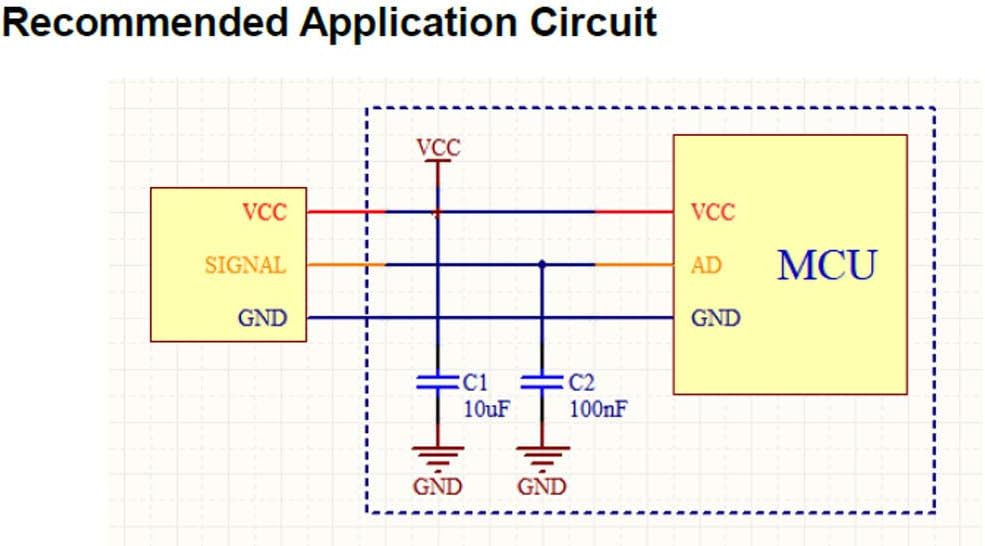 Recommended Application Circuit
VCC
VCC
VCC
SIGNAL
AD
MCU
GND
GND
C1
C2
10uF
100nF
GND
GND